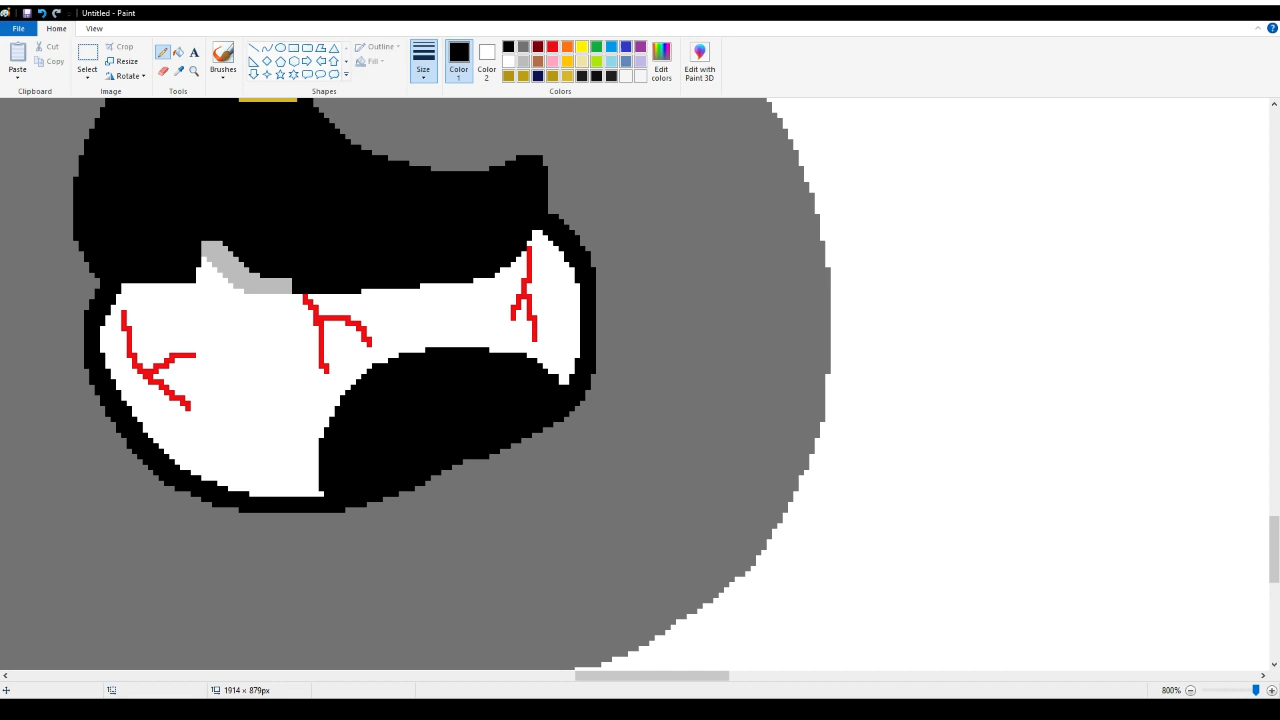 Untitled - Paint
File Home View
Paste
Cut
Copy
Clipboard
Select
Crop
Resize
Rotate
Image
A
Tools
Brushes
Outline
Fill
Shapes
Size
Color 1
Color 2
Edit colors
Colors
Edit with Paint 3D
1914 × 879px
800%